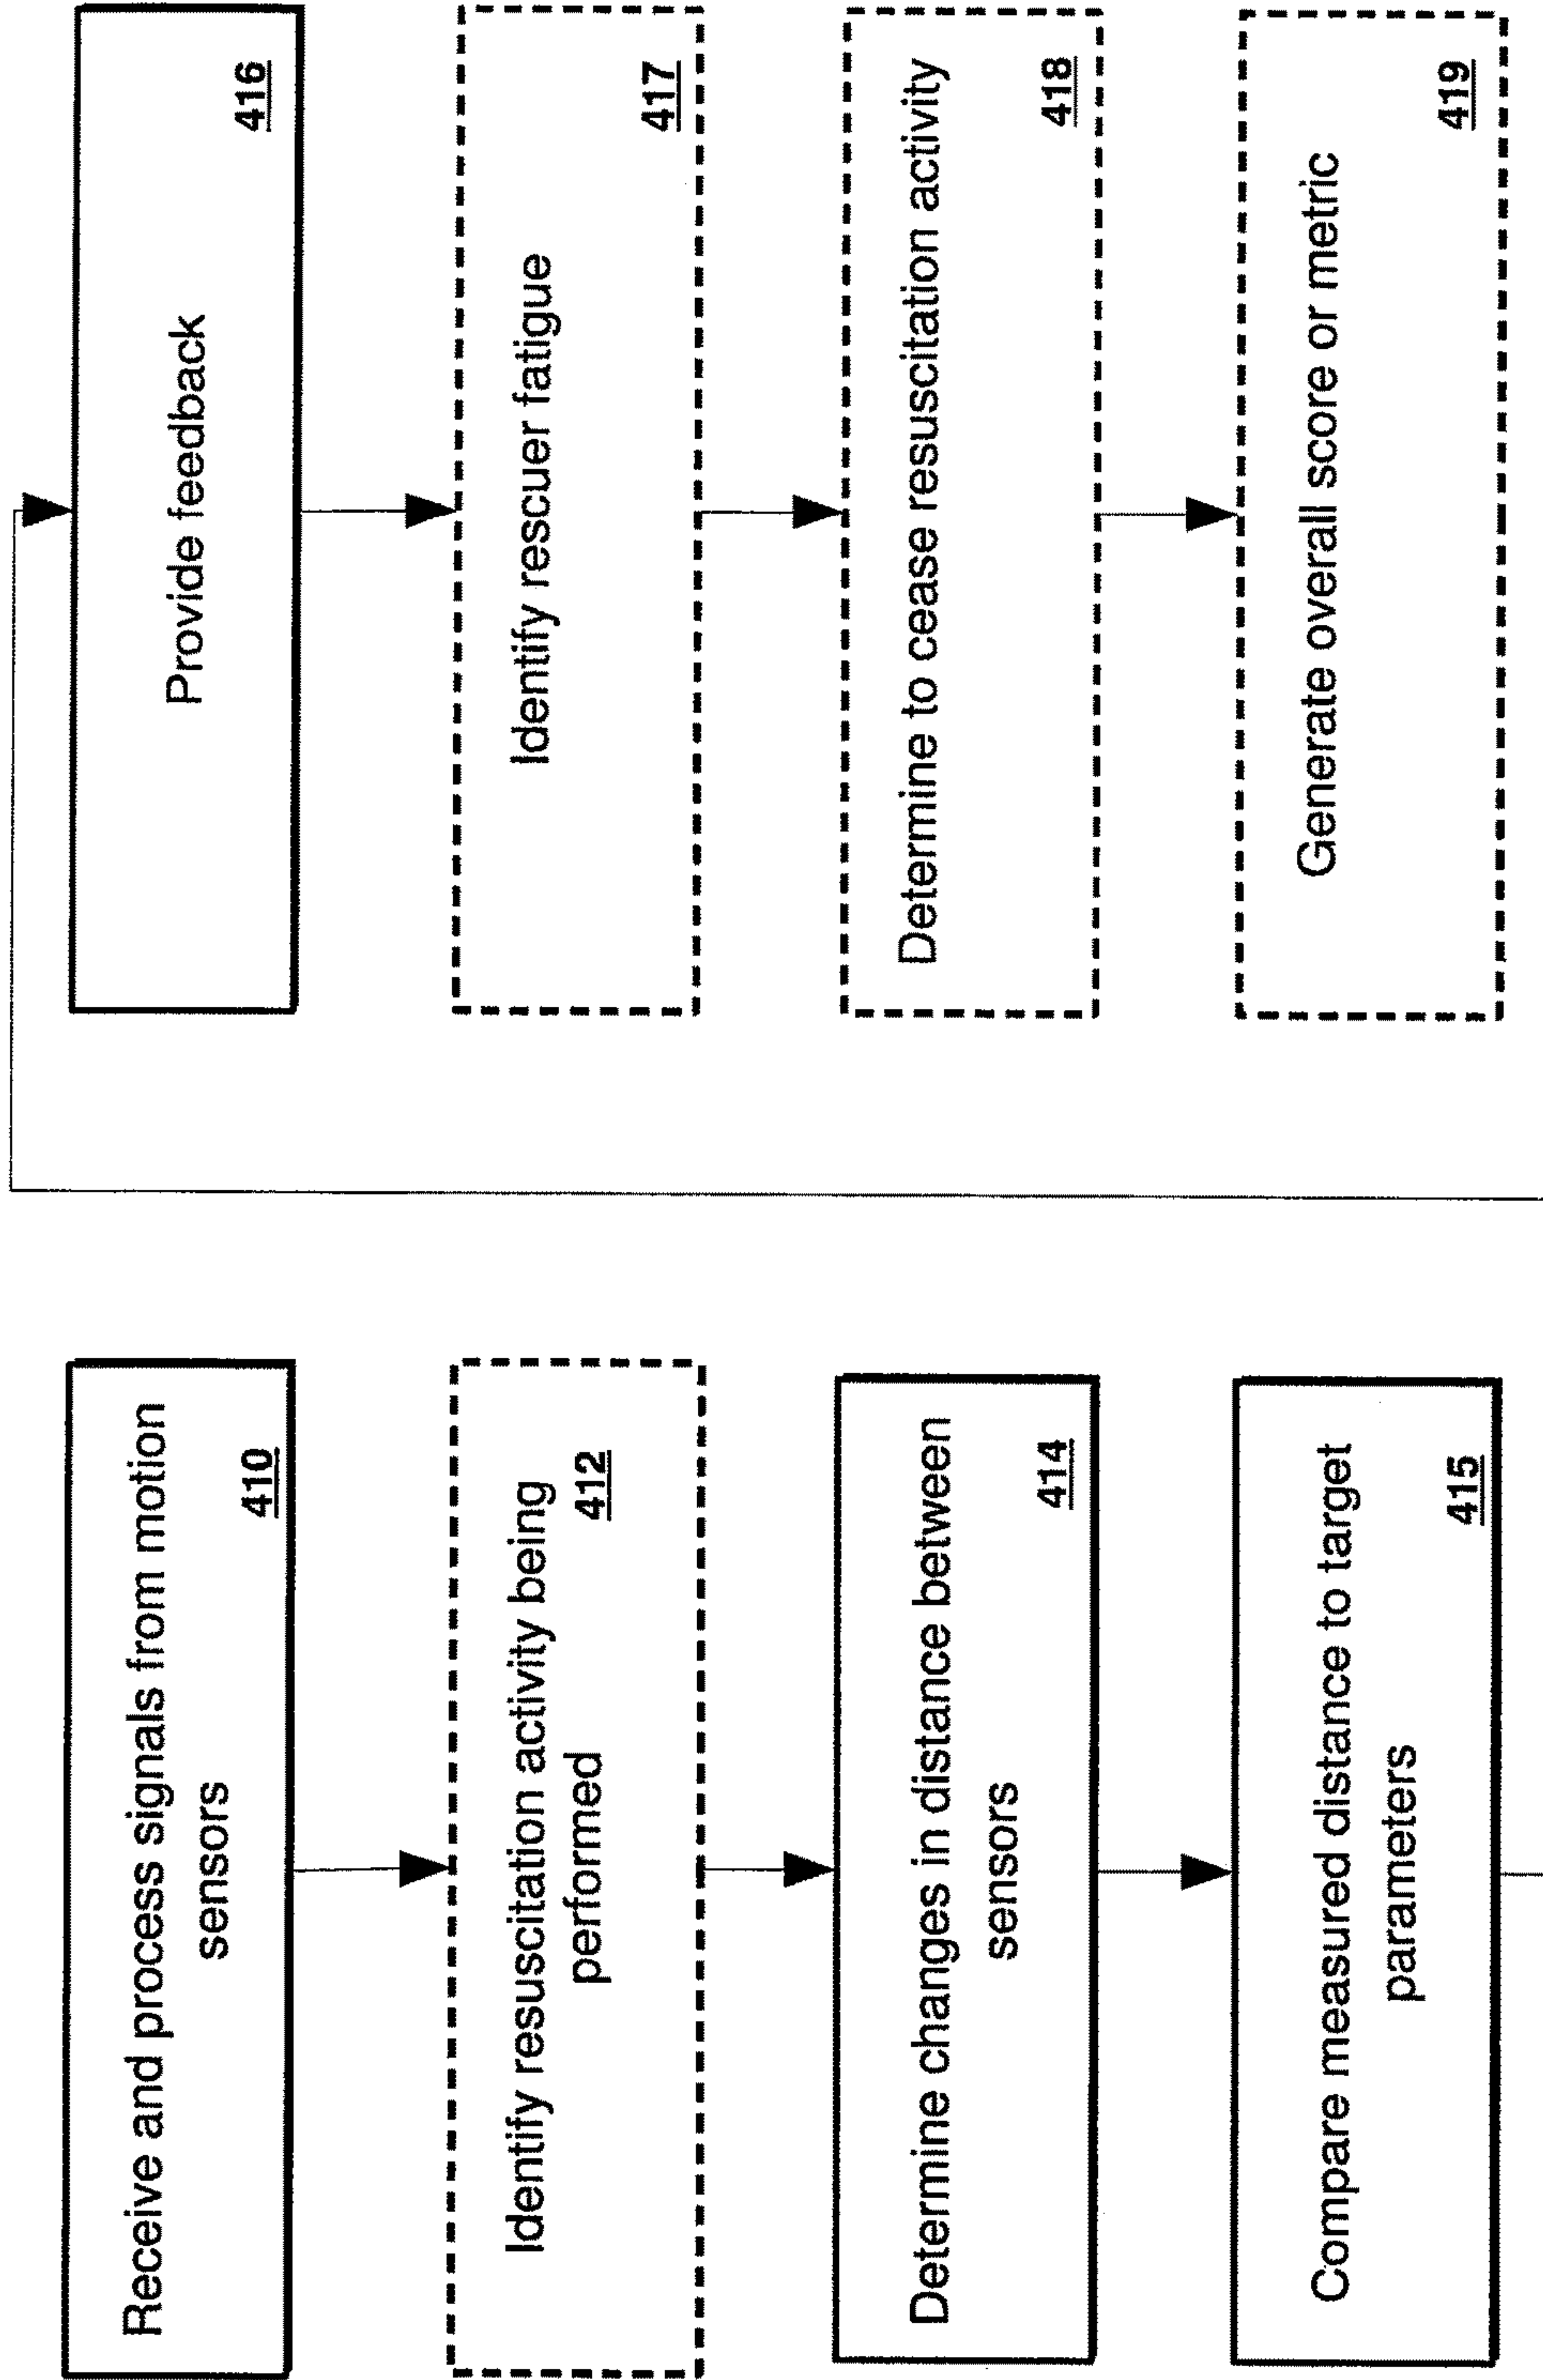 Receive and process signals from motion
sensors
410
Identify resuscitation activity being
performed
412
Determine changes in distance between
sensors
414
Compare measured distance to target
parameters
415
Provide feedback
416
Identify rescuer fatigue
417
Determine to cease resuscitation activity
418
Generate overall score or metric
419